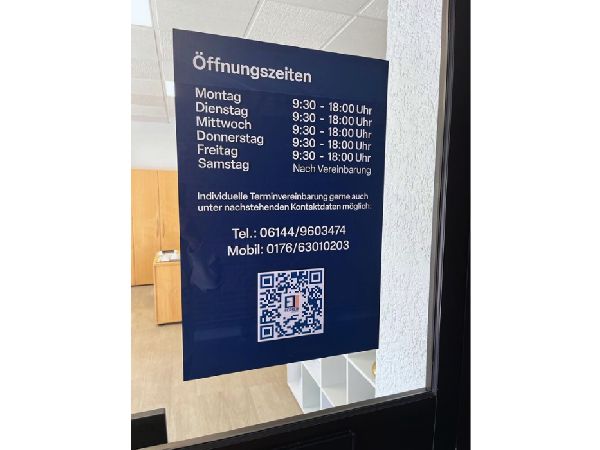 Öffnungszeiten
Montag 9:30 - 18:00 Uhr
Dienstag 9:30 - 18:00 Uhr
Mittwoch 9:30 - 18:00 Uhr
Donnerstag 9:30 - 18:00 Uhr
Freitag 9:30 - 18:00 Uhr
Samstag Nach Vereinbarung
Individuelle Terminvereinbarung gerne auch
unter nachstehenden Kontaktdaten möglich:
Tel.: 06144/9603474
Mobil: 0176/63010203